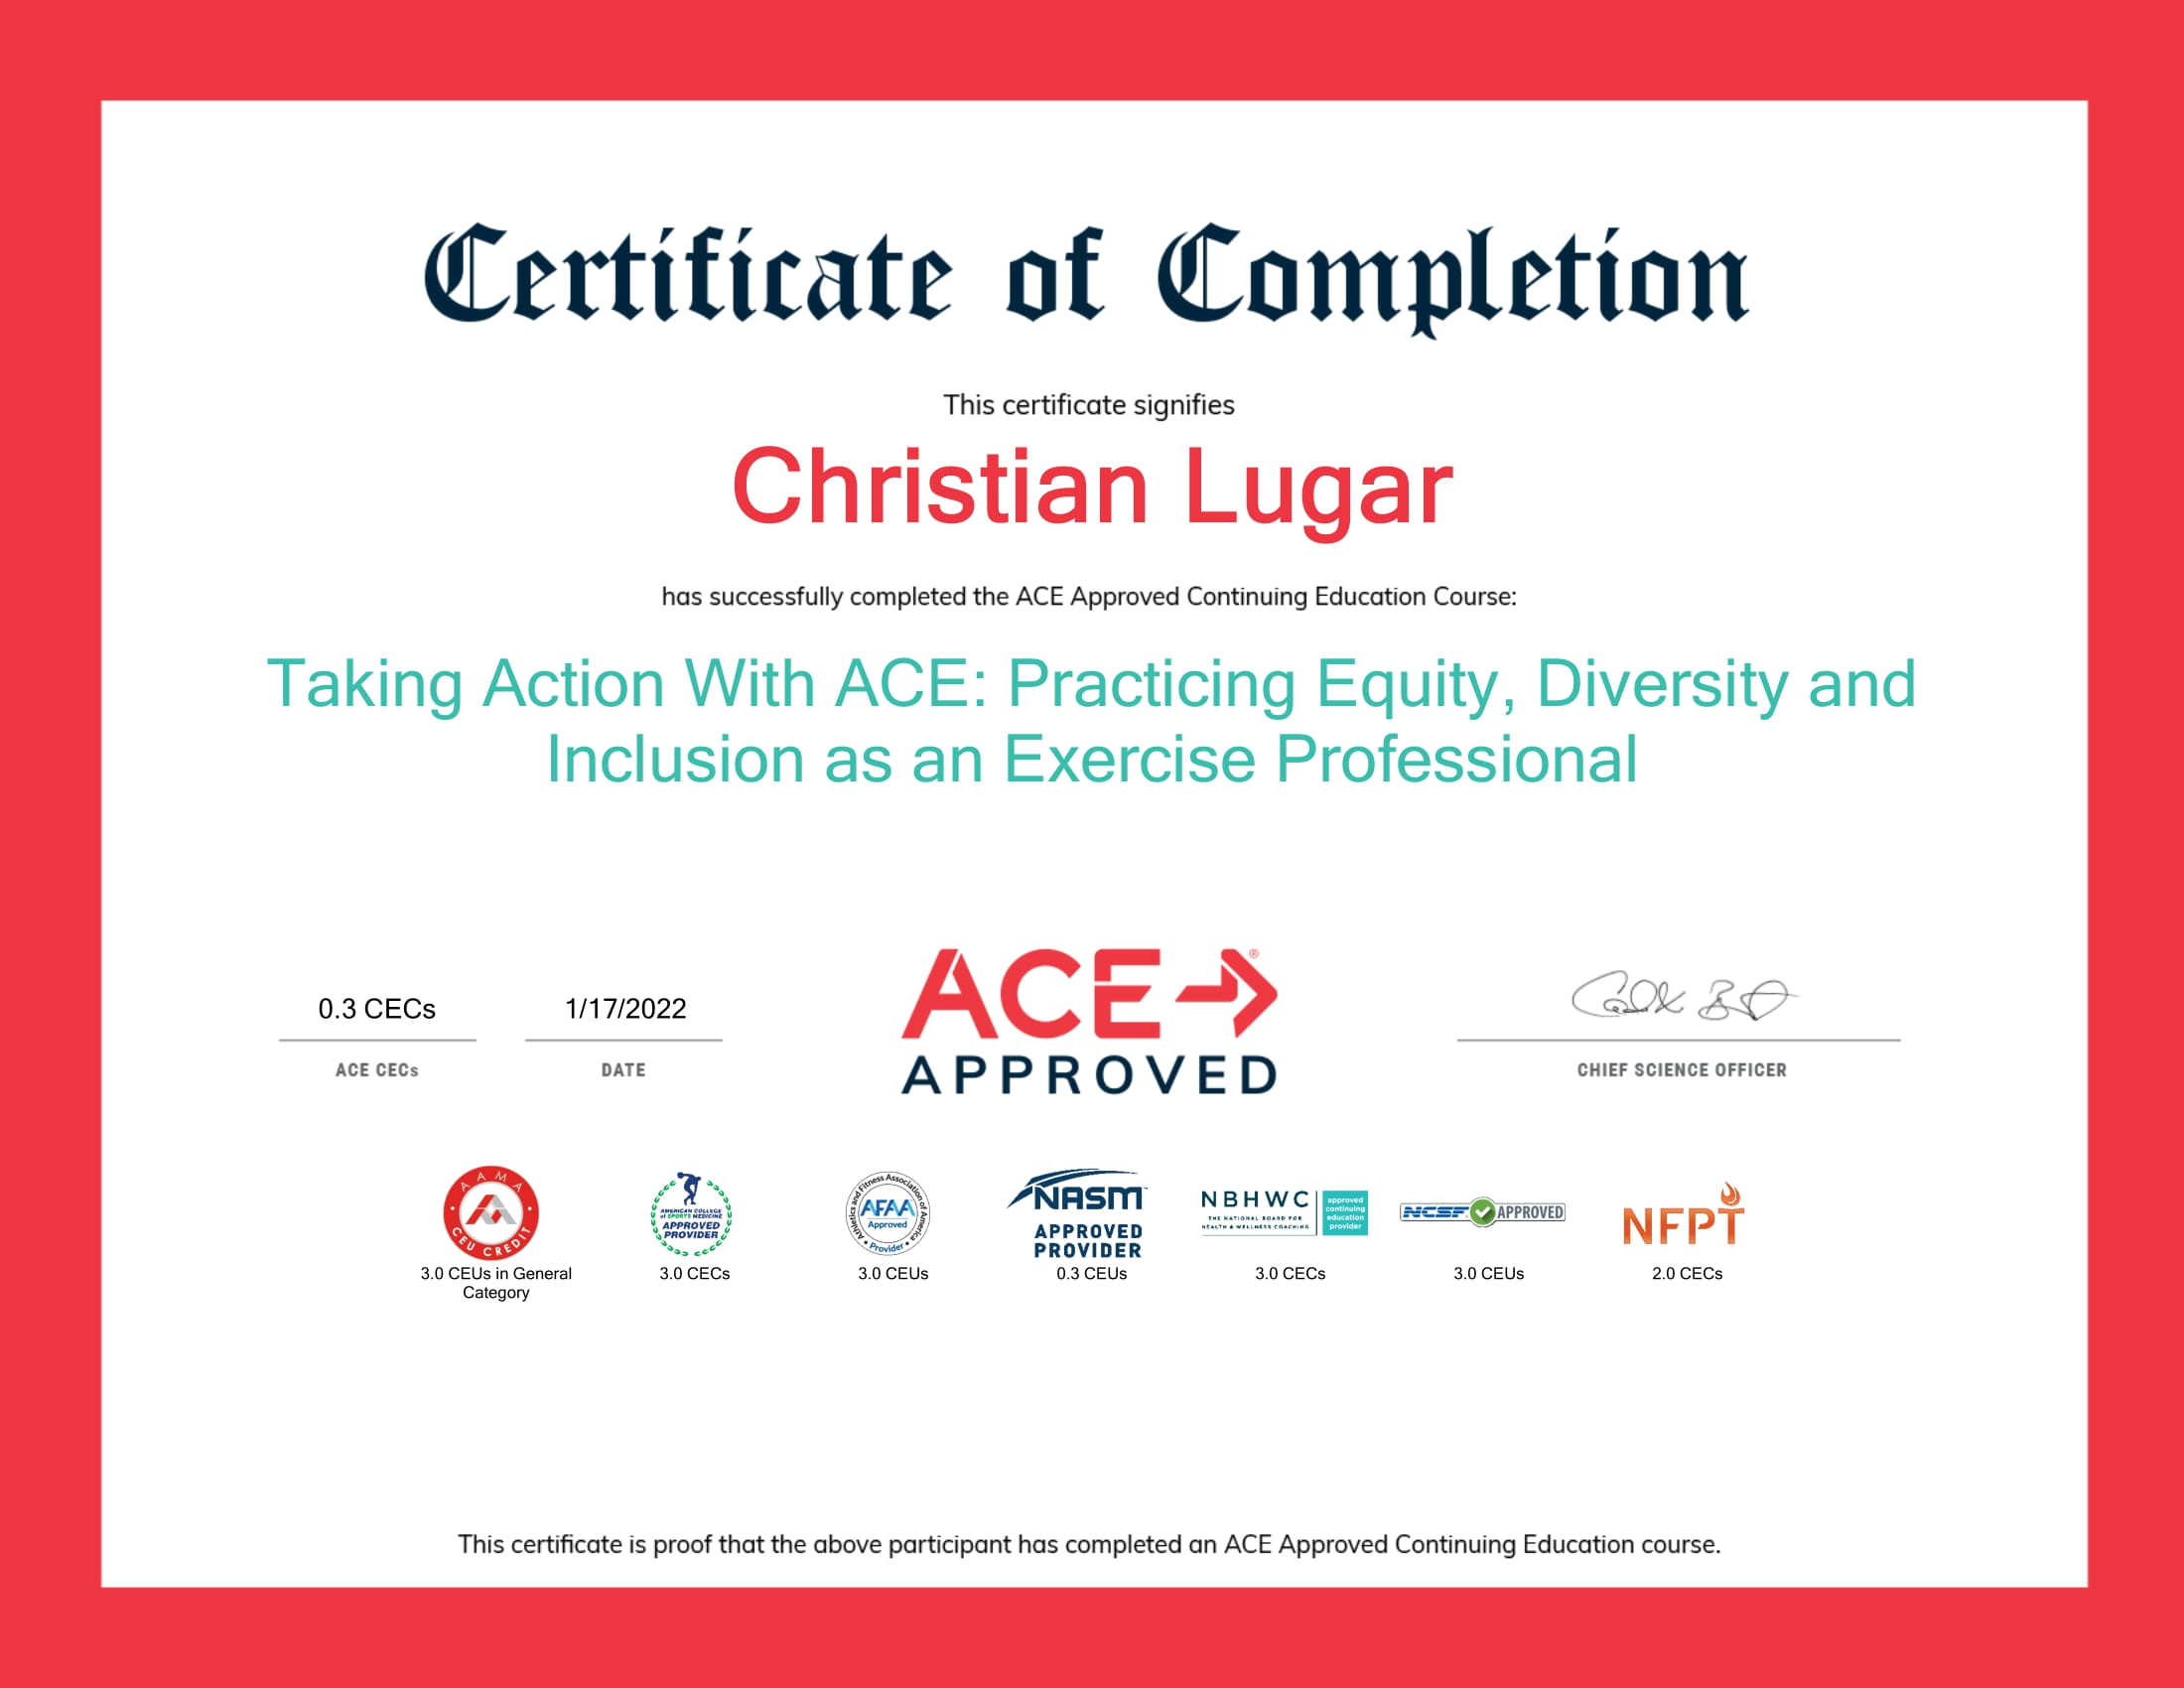 Certificate of Completion
This certificate signifies
Christian Lugar
has successfully completed the ACE Approved Continuing Education Course:
Taking Action With ACE: Practicing Equity, Diversity and
Inclusion as an Exercise Professional
0.3 CECs
ACE CECs
1/17/2022
DATE
ACE ®
APPROVED
CHIEF SCIENCE OFFICER
AAMA
CEU CREDIT
3.0 CEUs in General
Category
AMERICAN COLLEGE
of SPORTS MEDICINE
APPROVED
PROVIDER
3.0 CECs
Athletics and Fitness Association of America
AFAA
Approved
• Provider •
3.0 CEUs
NASM™
APPROVED
PROVIDER
0.3 CEUs
NBHWC
THE NATIONAL BOARD FOR
HEALTH & WELLNESS COACHING
approved
continuing
education
provider
3.0 CECs
NCSF APPROVED
3.0 CEUs
NFPT
2.0 CECs
This certificate is proof that the above participant has completed an ACE Approved Continuing Education course.